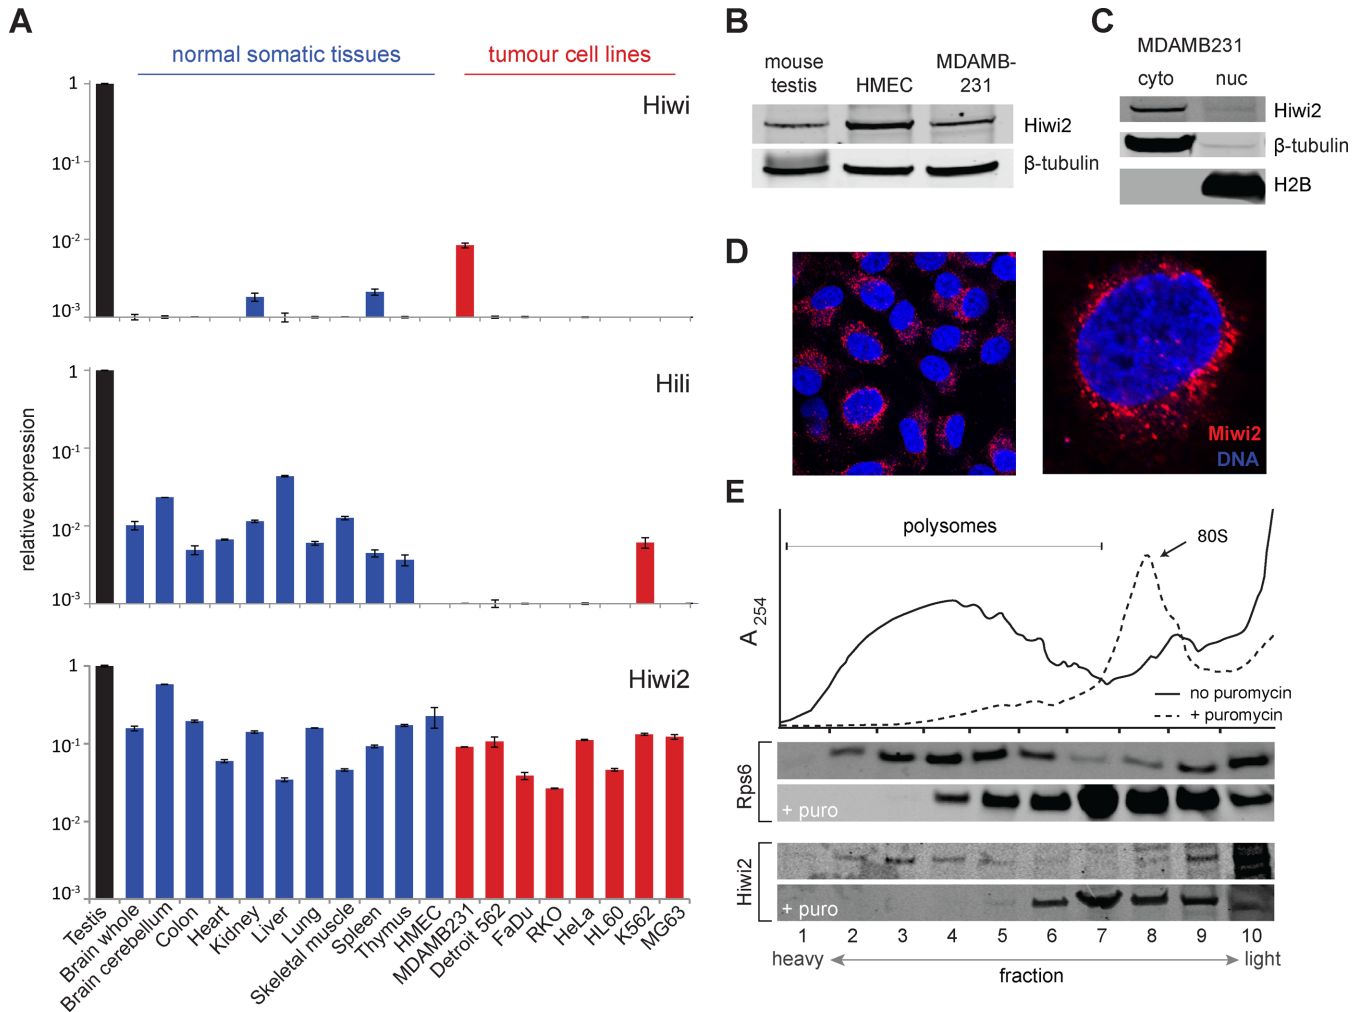 A
normal somatic tissues
tumour cell lines
relative expression
1
10-1
10-2
10-3
Hiwi
1
10-1
10-2
10-3
Hili
1
10-1
10-2
10-3
Hiwi2
Testis
Brain whole
Brain cerebellum
Colon
Heart
Kidney
Liver
Lung
Skeletal muscle
Spleen
Thymus
HMEC
MDAMB231
Detroit 562
FaDu
RKO
HeLa
HL60
K562
MG63
B
mouse
testis
HMEC
MDAMB-
231
Hiwi2
β-tubulin
C
MDAMB231
cyto
nuc
Hiwi2
β-tubulin
H2B
D
Miwi2
DNA
E
polysomes
80S
A254
no puromycin
+ puromycin
Rps6
+ puro
Hiwi2
+ puro
1 2 3 4 5 6 7 8 9 10
heavy
light
fraction